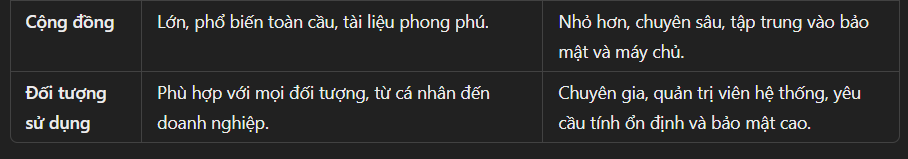 Cộng đồng
Lớn, phổ biến toàn cầu, tài liệu phong phú.
Nhỏ hơn, chuyên sâu, tập trung vào bảo
mật và máy chủ.
Đối tượng
sử dụng
Phù hợp với mọi đối tượng, từ cá nhân đến
doanh nghiệp.
Chuyên gia, quản trị viên hệ thống, yêu
cầu tính ổn định và bảo mật cao.